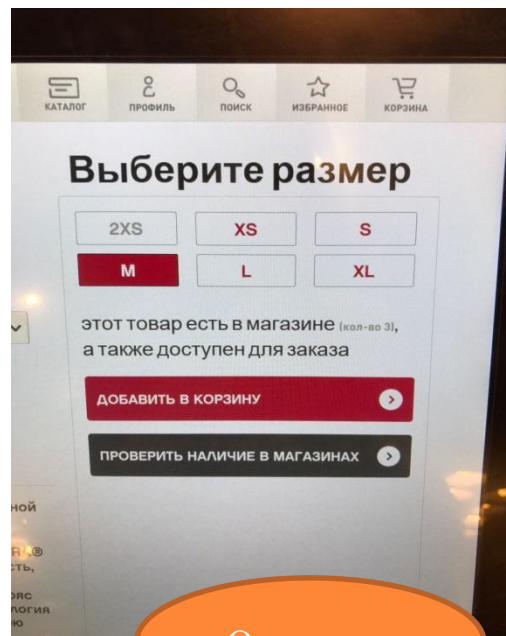 КАТАЛОГ
ПРОФИЛЬ
ПОИСК
ИЗБРАННОЕ
КОРЗИНА
Выберите размер
2XS XS S
M L XL
этот товар есть в магазине (кол-во 3),
а также доступен для заказа
ДОБАВИТЬ В КОРЗИНУ
ПРОВЕРИТЬ НАЛИЧИЕ В МАГАЗИНАХ
ной